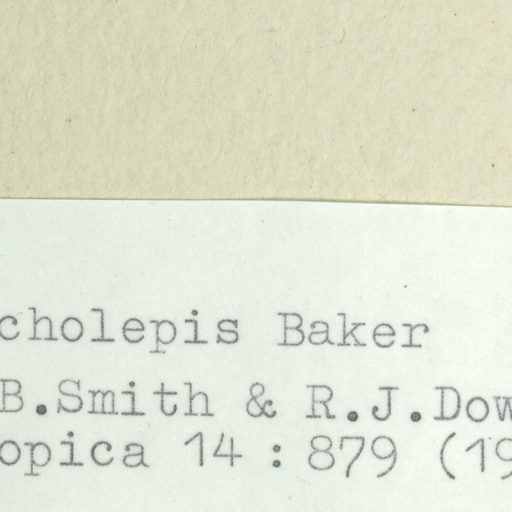 cholepis Baker
B.Smith & R.J.Dow
opica 14 : 879 (19